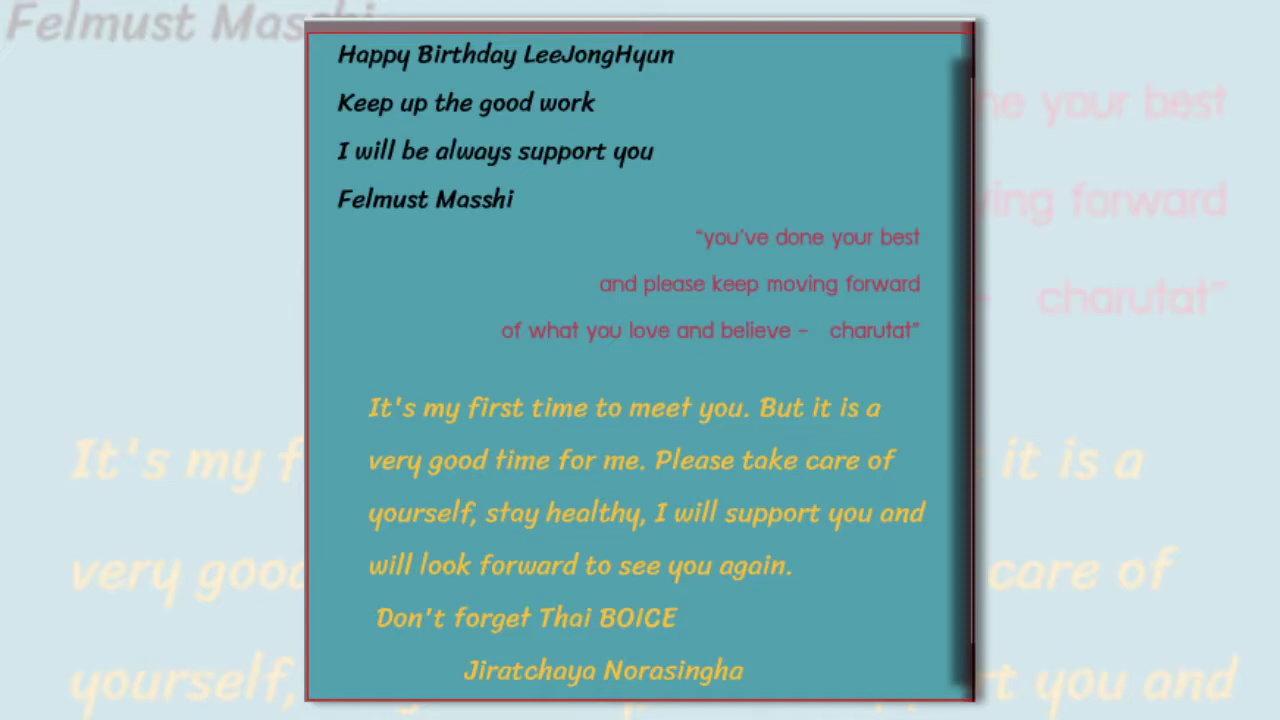 Happy Birthday LeeJongHyun
Keep up the good work
I will be always support you
Felmust Masshi
"you've done your best
and please keep moving forward
of what you love and believe - charutat"
It's my first time to meet you. But it is a
very good time for me. Please take care of
yourself, stay healthy, I will support you and
will look forward to see you again.
Don't forget Thai BOICE
Jiratchaya Norasingha